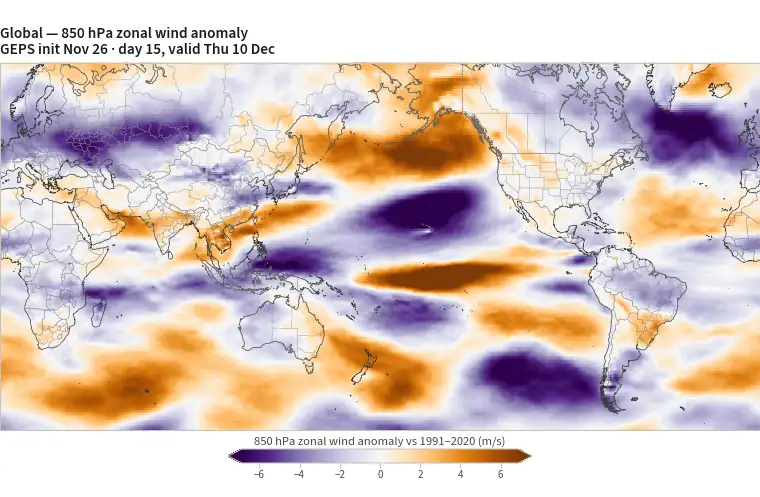 Global — 850 hPa zonal wind anomaly
GEPS init Nov 26 · day 15, valid Thu 10 Dec
850 hPa zonal wind anomaly vs 1991–2020 (m/s)
−6 −4 −2 0 2 4 6